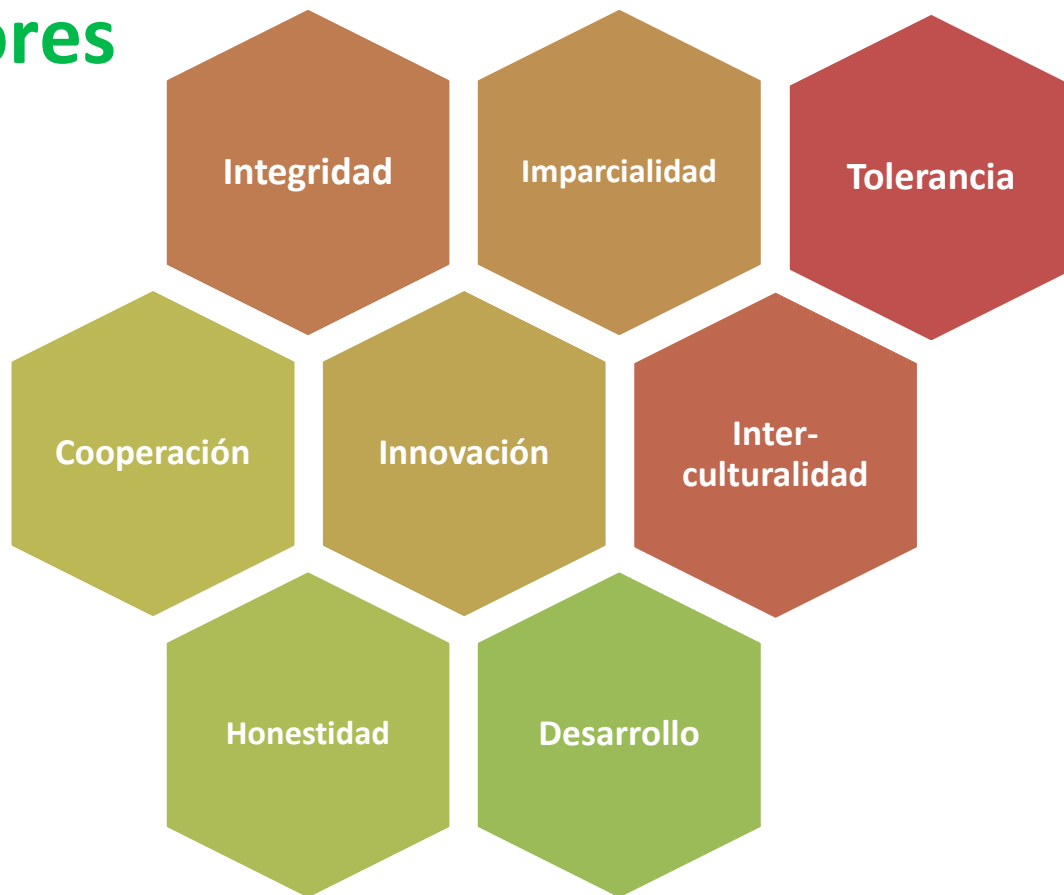 ores
Integridad
Imparcialidad
Tolerancia
Cooperación
Innovación
Inter-
culturalidad
Honestidad
Desarrollo